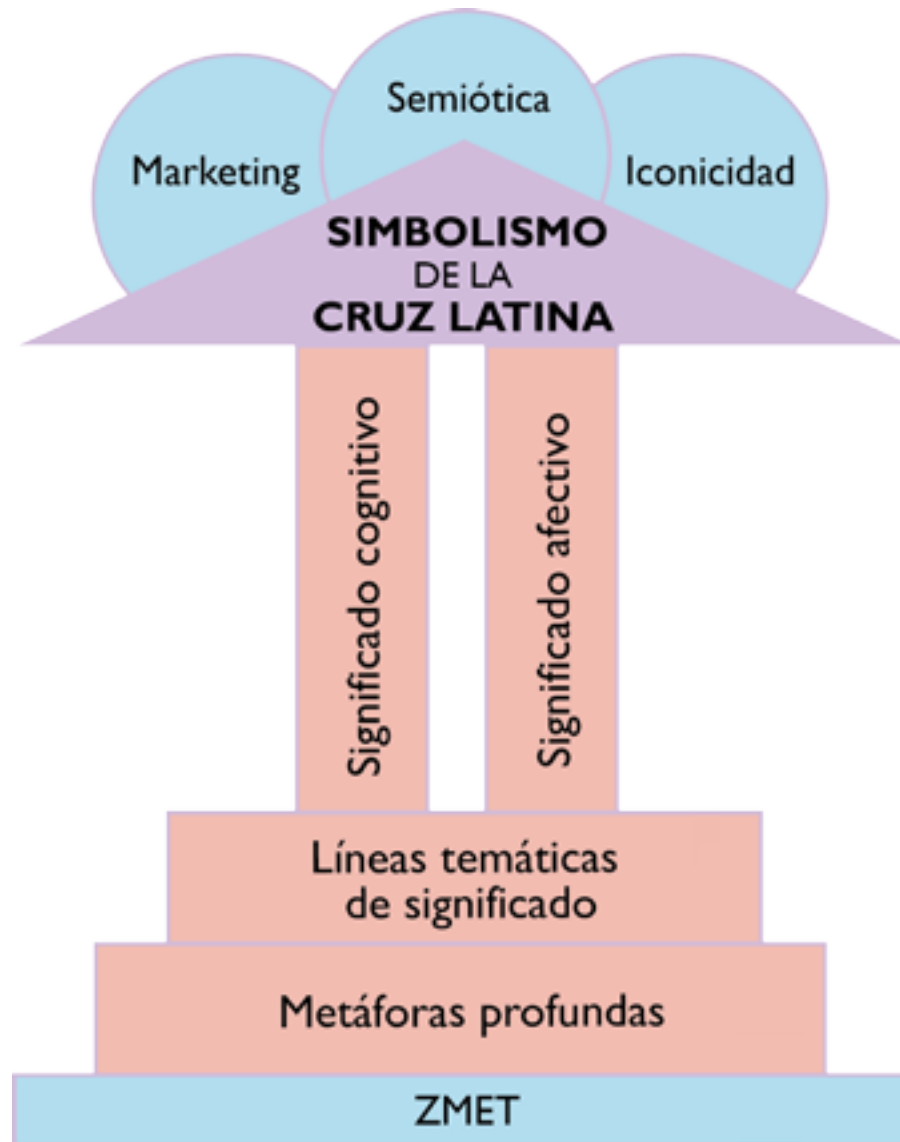 Semiótica
Marketing
Iconicidad
SIMBOLISMO
DE LA
CRUZ LATINA
Significado cognitivo
Significado afectivo
Líneas temáticas
de significado
Metáforas profundas
ZMET